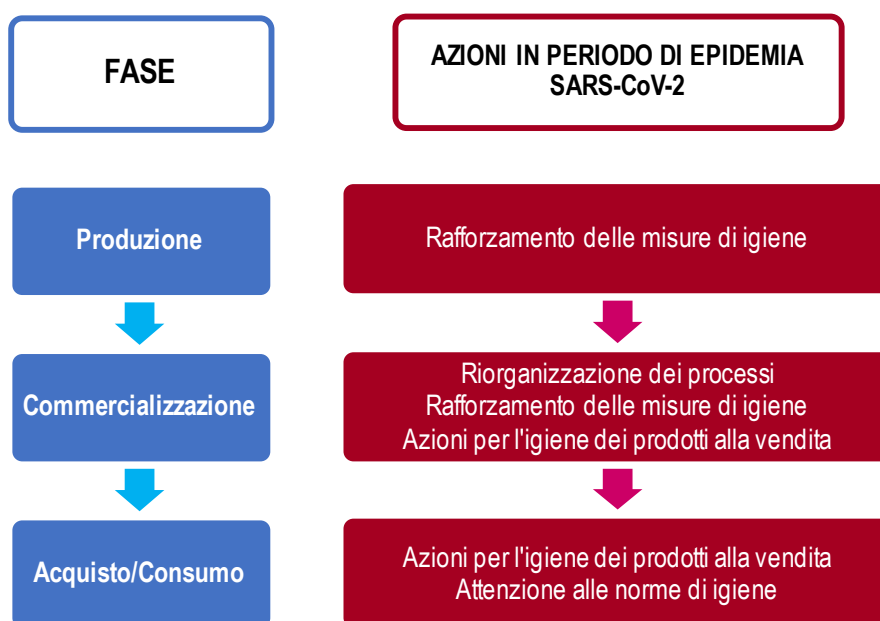 FASE
AZIONI IN PERIODO DI EPIDEMIA
SARS-CoV-2
Produzione
Rafforzamento delle misure di igiene
Commercializzazione
Riorganizzazione dei processi
Rafforzamento delle misure di igiene
Azioni per l'igiene dei prodotti alla vendita
Acquisto/Consumo
Azioni per l'igiene dei prodotti alla vendita
Attenzione alle norme di igiene